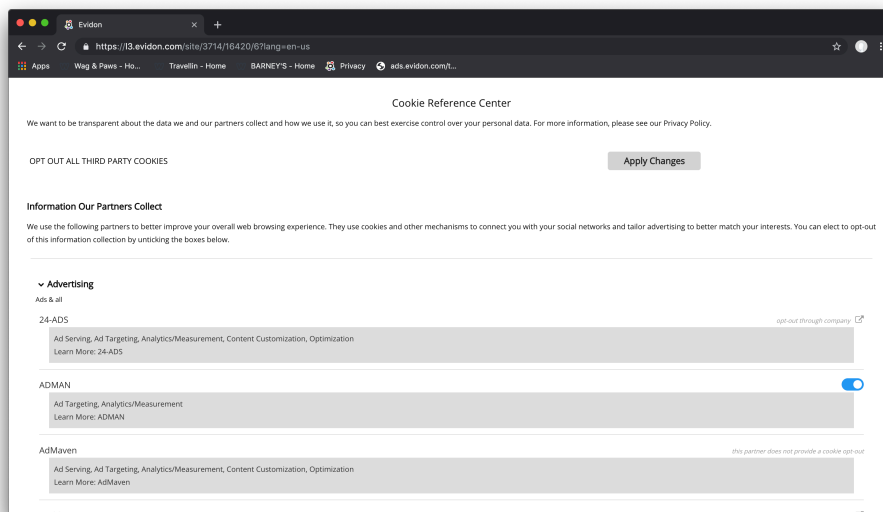 Evidon
https://l3.evidon.com/site/3714/16420/6?lang=en-us
Apps Wag & Paws - Ho... Travellin - Home BARNEY'S - Home Privacy ads.evidon.com/t...
Cookie Reference Center
We want to be transparent about the data we and our partners collect and how we use it, so you can best exercise control over your personal data. For more information, please see our Privacy Policy.
OPT OUT ALL THIRD PARTY COOKIES Apply Changes
Information Our Partners Collect
We use the following partners to better improve your overall web browsing experience. They use cookies and other mechanisms to connect you with your social networks and tailor advertising to better match your interests. You can elect to opt-out
of this information collection by unticking the boxes below.
Advertising
Ads & all
24-ADS opt-out through company
Ad Serving, Ad Targeting, Analytics/Measurement, Content Customization, Optimization
Learn More: 24-ADS
ADMAN
Ad Targeting, Analytics/Measurement
Learn More: ADMAN
AdMaven this partner does not provide a cookie opt-out
Ad Serving, Ad Targeting, Analytics/Measurement, Content Customization, Optimization
Learn More: AdMaven